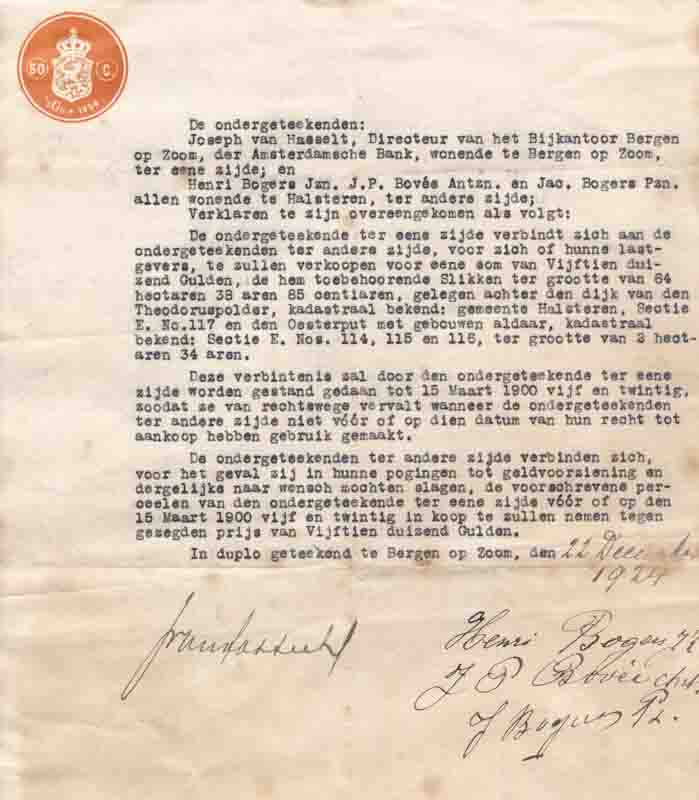 50 C.
De ondergeteekenden:
Joseph van Hasselt, Directeur van het Bijkantoor Bergen
op Zoom, der Amsterdamsche Bank, wonende te Bergen op Zoom,
ter eene zijde; en
Henri Bogers Jzn. J.P. Bovée Antzn. en Jac. Bogers Pzn.
allen wonende te Halsteren, ter andere zijde;
Verklaren te zijn overeengekomen als volgt:
De ondergeteekende ter eene zijde verbindt zich aan de
ondergeteekenden ter andere zijde, voor zich of hunne last-
gevers, te zullen verkoopen voor eene som van Vijftien dui-
zend Gulden, de hem toebehoorende Slikken ter grootte van 64
hectaren 38 aren 85 centiaren, gelegen achter den dijk van den
Theodoruspolder, kadastraal bekend: gemeente Halsteren, Sectie
E. No.117 en den Oesterput met gebouwen aldaar, kadastraal
bekend: Sectie E. Nos. 114, 115 en 116, ter grootte van 2 hect-
aren 34 aren.
Deze verbintenis zal door den ondergeteekende ter eene
zijde worden gestand gedaan tot 15 Maart 1900 vijf en twintig,
zoodat ze van rechtswege vervalt wanneer de ondergeteekenden
ter andere zijde niet vóór of op dien datum van hun recht tot
aankoop hebben gebruik gemaakt.
De ondergeteekenden ter andere zijde verbinden zich,
voor het geval zij in hunne pogingen tot geldvoorziening en
dergelijke naar wensch mochten slagen, de voorschrevene per-
ceelen van den ondergeteekende ter eene zijde vóór of op den
15 Maart 1900 vijf en twintig in koop te zullen nemen tegen
gezegden prijs van Vijftien duizend Gulden.
In duplo geteekend te Bergen op Zoom, den 22 December
1924
Henri Bogers Jz
J P Bovée
J Bogers Pz.